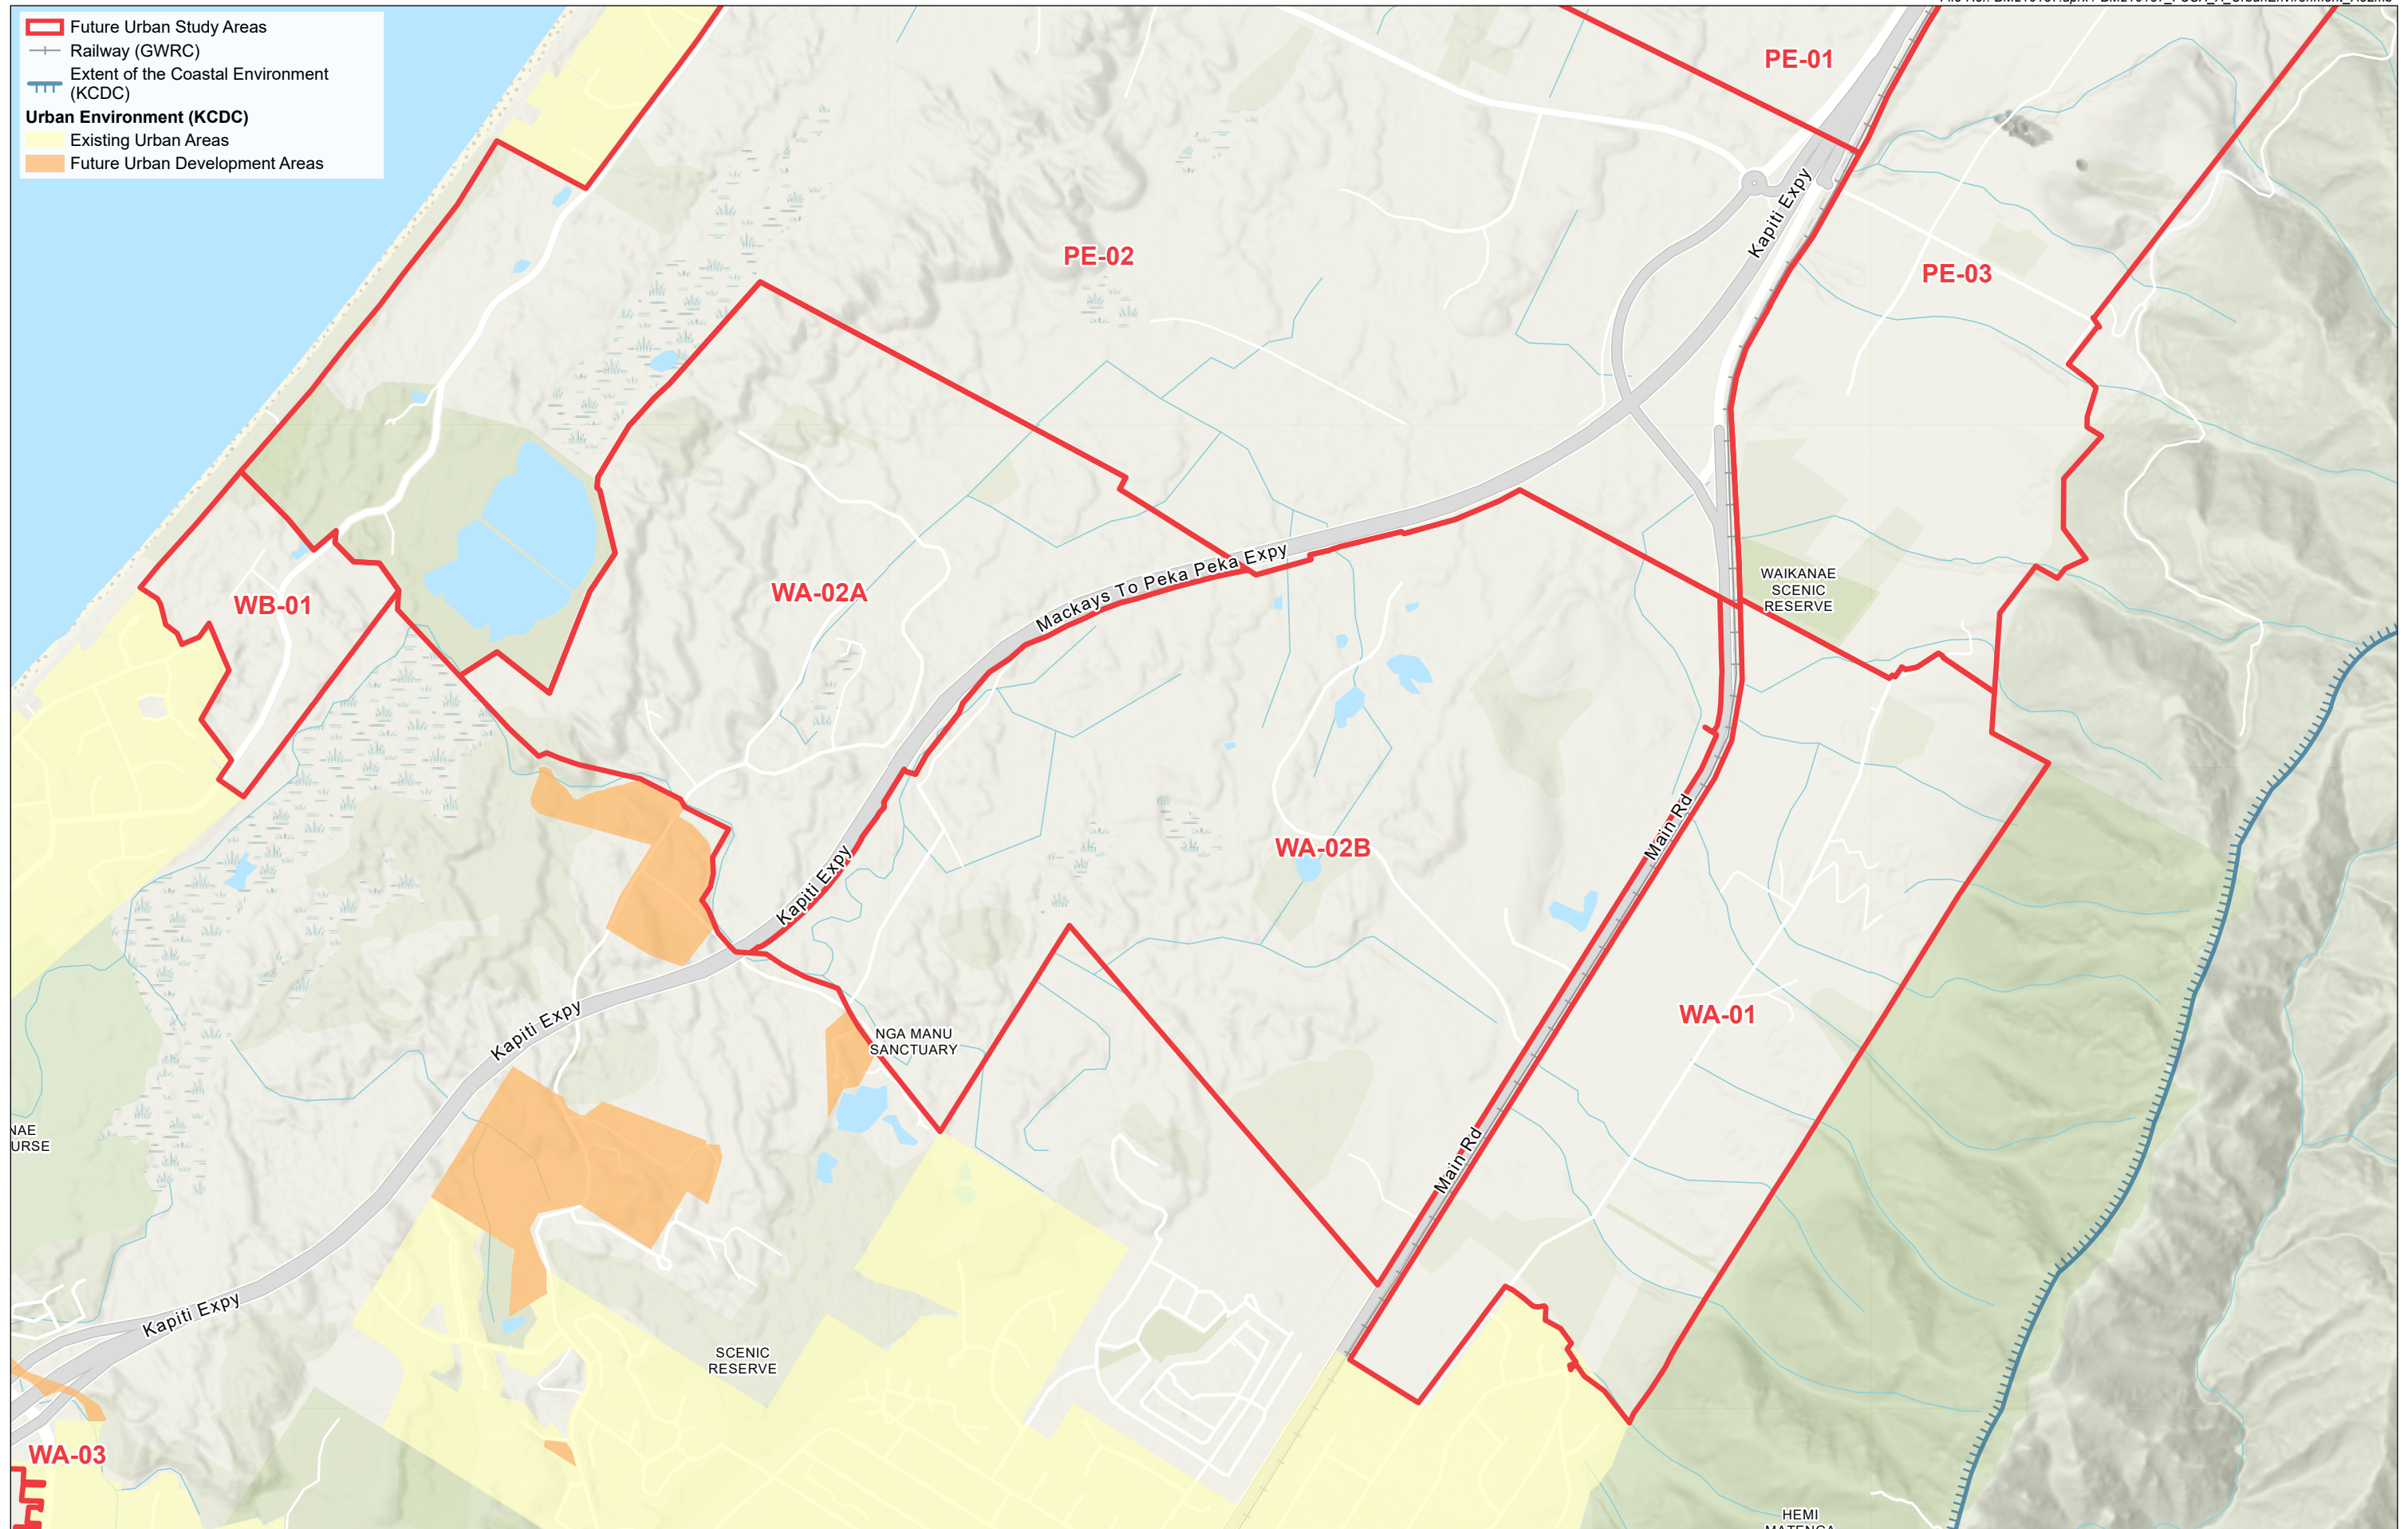 Future Urban Study Areas
Railway (GWRC)
Extent of the Coastal Environment
(KCDC)
Urban Environment (KCDC)
Existing Urban Areas
Future Urban Development Areas
PE-01
Kapiti Expy
PE-02
PE-03
WAIKANAE
SCENIC
RESERVE
WB-01
WA-02A
Mackays To Peka Peka Expy
WA-02B
Main Rd
Kapiti Expy
WA-01
NGA MANU
SANCTUARY
Kapiti Expy
NAE
URSE
Main Rd
Kapiti Expy
SCENIC
RESERVE
WA-03
HEMI
MATENGA